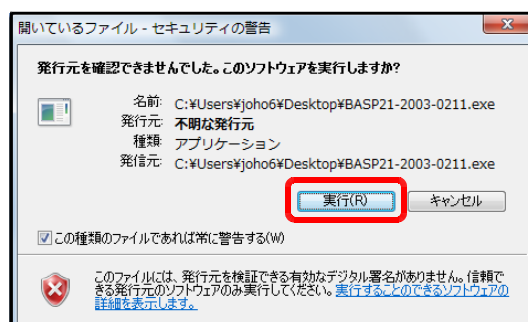 開いているファイル - セキュリティの警告
発行元を確認できませんでした。このソフトウェアを実行しますか?
名前: C:¥Users¥joho6¥Desktop¥BASP21-2003-0211.exe
発行元: 不明な発行元
種類: アプリケーション
発信元: C:¥Users¥joho6¥Desktop¥BASP21-2003-0211.exe
実行(R) キャンセル
この種類のファイルであれば常に警告する(W)
このファイルには、発行元を検証できる有効なデジタル署名がありません。信頼で
きる発行元のソフトウェアのみ実行してください。実行することのできるソフトウェアの
詳細を表示します。